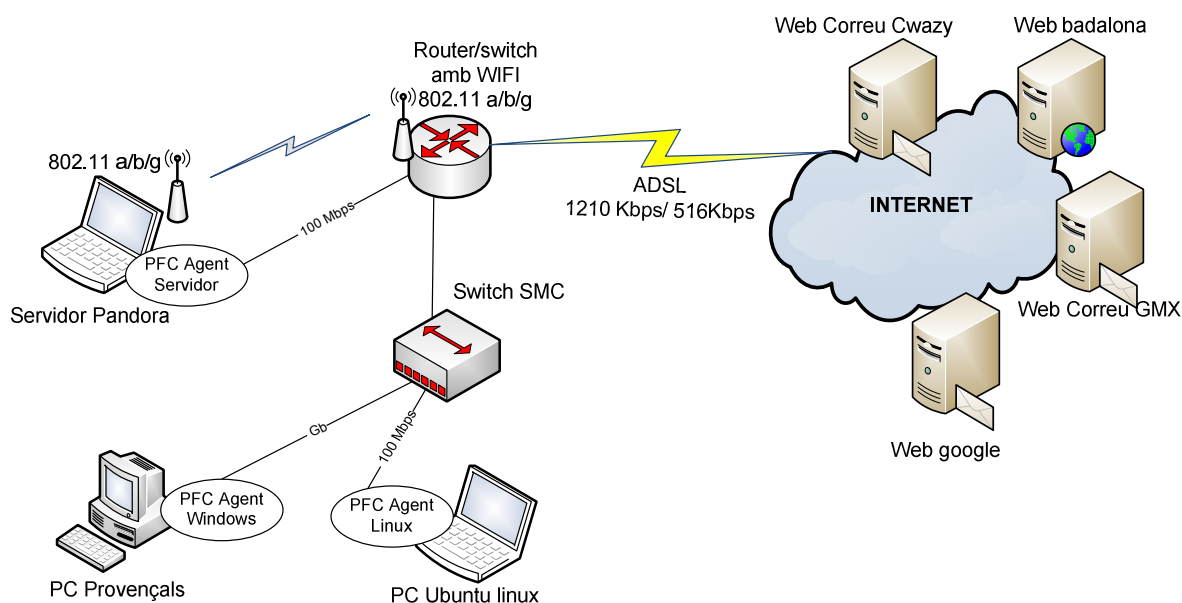 Web Correu Cwazy
Web badalona
Router/switch
amb WIFI
802.11 a/b/g
802.11 a/b/g
ADSL
1210 Kbps/ 516Kbps
INTERNET
100 Mbps
PFC Agent
Servidor
Servidor Pandora
Switch SMC
Web Correu GMX
Gb
100 Mbps
Web google
PFC Agent
Windows
PFC Agent
Linux
PC Provençals
PC Ubuntu linux